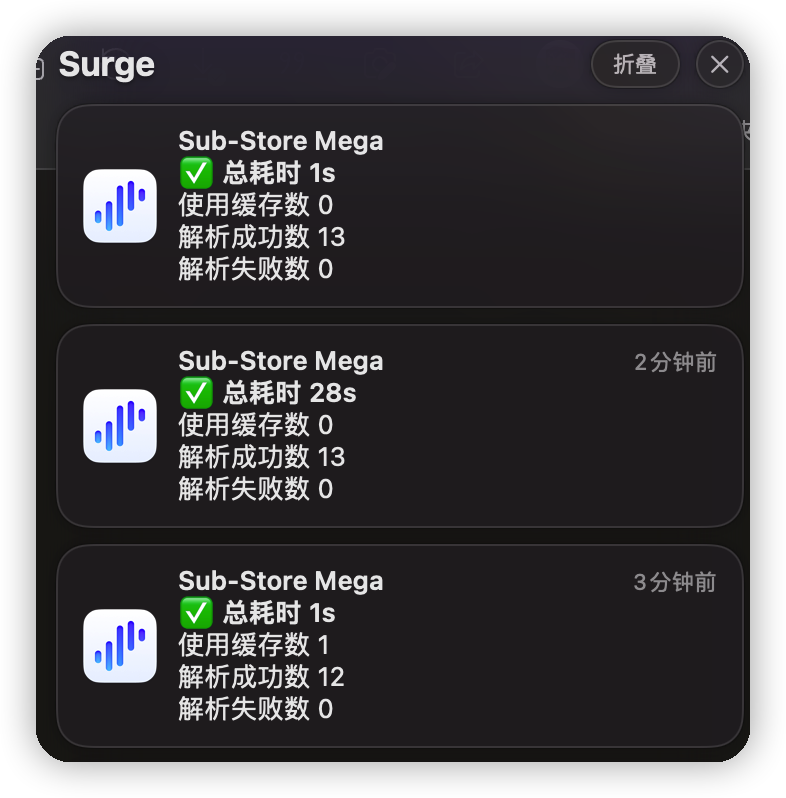 Surge
折叠
Sub-Store Mega
✅ 总耗时 1s
使用缓存数 0
解析成功数 13
解析失败数 0
Sub-Store Mega
2分钟前
✅ 总耗时 28s
使用缓存数 0
解析成功数 13
解析失败数 0
Sub-Store Mega
3分钟前
✅ 总耗时 1s
使用缓存数 1
解析成功数 12
解析失败数 0